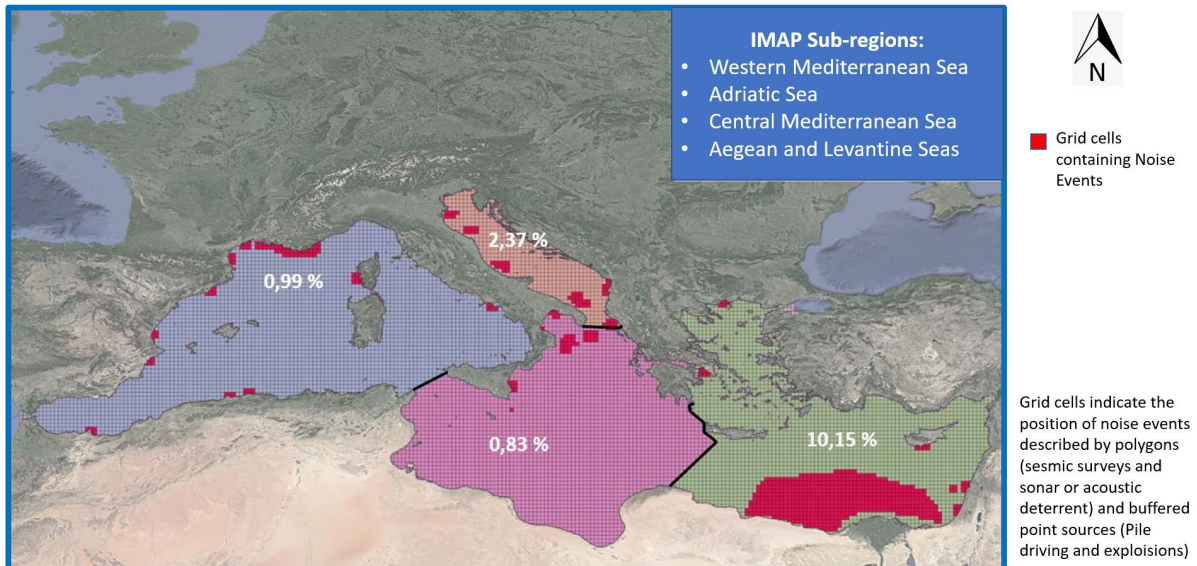 IMAP Sub-regions:
• Western Mediterranean Sea
• Adriatic Sea
• Central Mediterranean Sea
• Aegean and Levantine Seas
N
Grid cells
containing Noise
Events
2,37 %
0,99 %
0,83 %
10,15 %
Grid cells indicate the
position of noise events
described by polygons
(sesmic surveys and
sonar or acoustic
deterrent) and buffered
point sources (Pile
driving and exploisions)